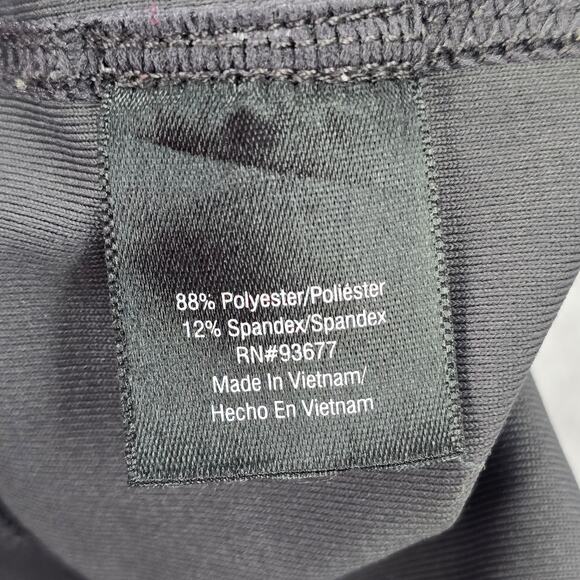 88% Polyester/Poliéster
12% Spandex/Spandex
RN#93677
Made In Vietnam/
Hecho En Vietnam